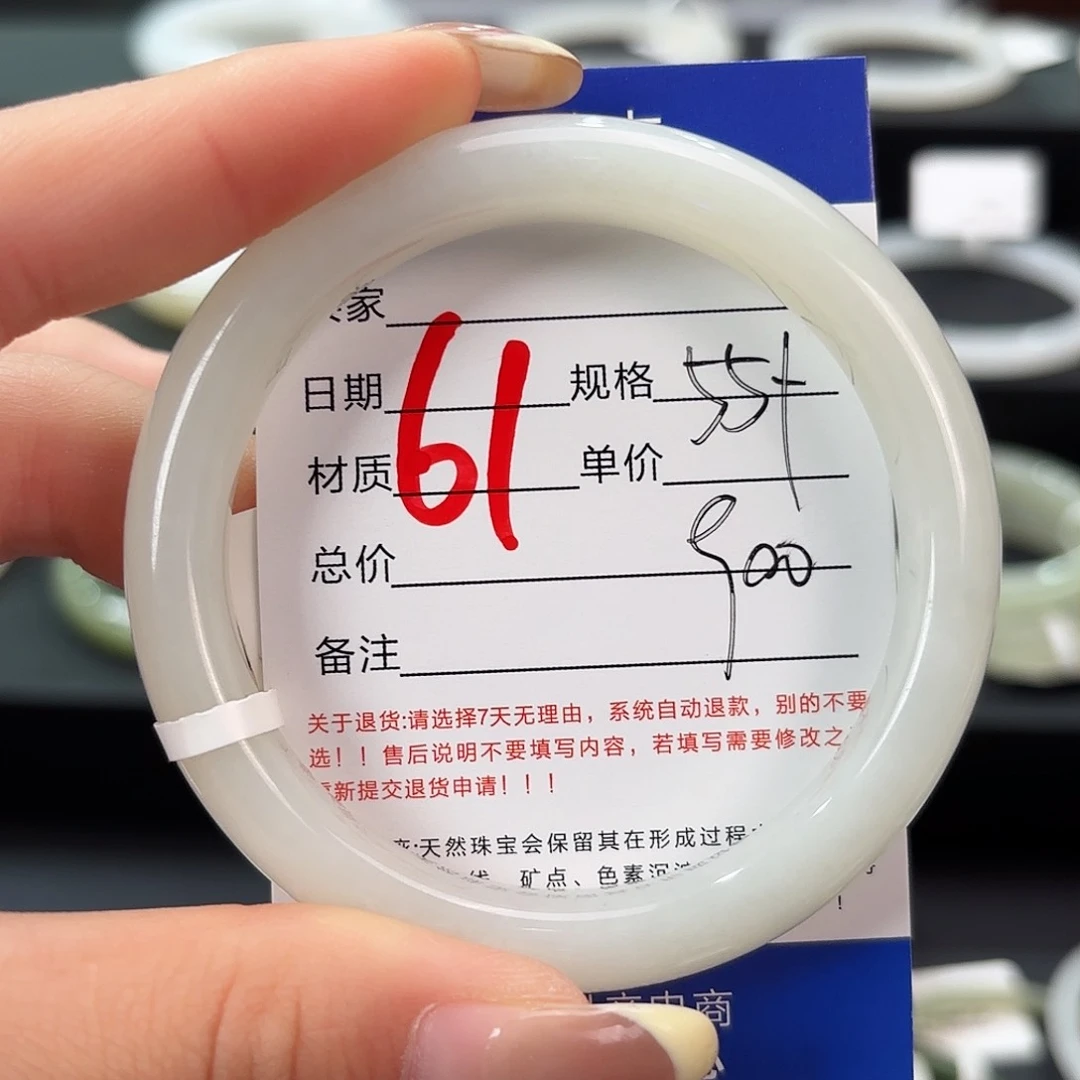 家
日期 61 规格 55+
材质 单价
总价 900
备注
关于退货:请选择7天无理由，系统自动退款，别的不要
选！！售后说明不要填写内容，若填写需要修改之
新提交退货申请！！！
天然珠宝会保留其在形成过程
线、矿点、色素沉
！
电商